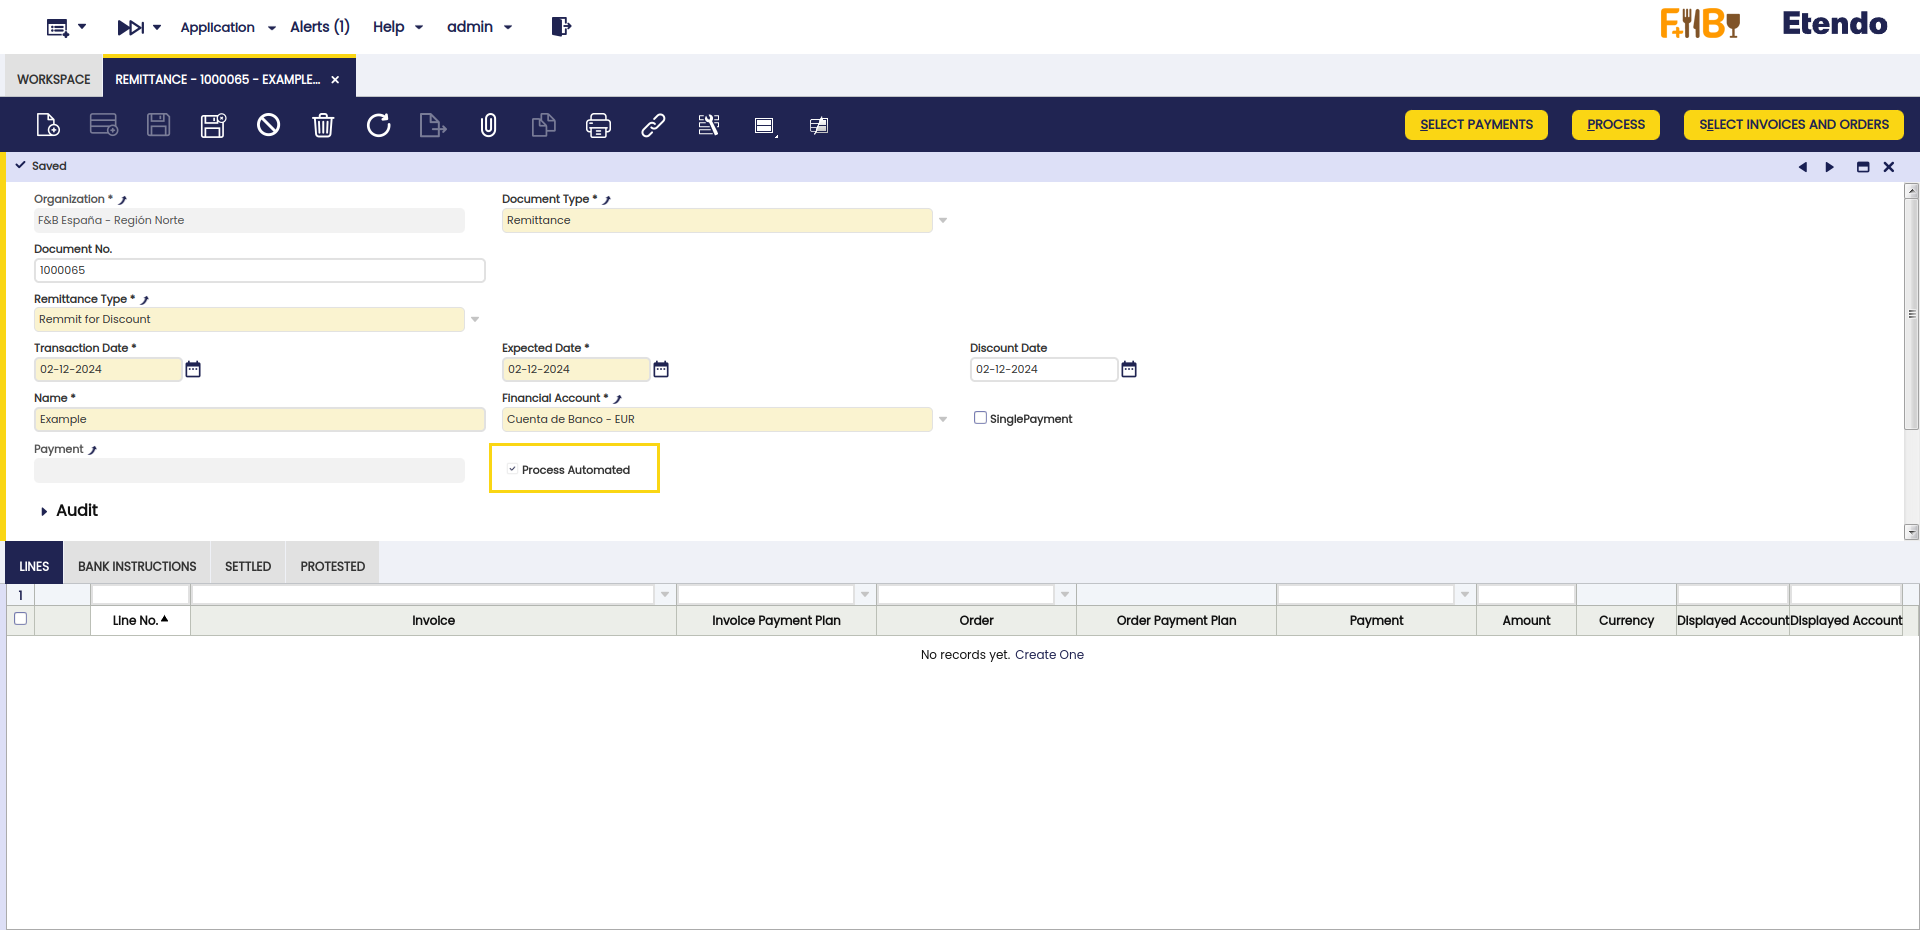 Application
Alerts (1)
Help
admin
F+B
Etendo
WORKSPACE
REMITTANCE - 1000065 - EXAMPLE...
SELECT PAYMENTS
PROCESS
SELECT INVOICES AND ORDERS
Saved
Organization *
Document Type *
F&B España - Región Norte
Remittance
Document No.
1000065
Remittance Type *
Remmit for Discount
Transaction Date *
Expected Date *
Discount Date
02-12-2024
02-12-2024
02-12-2024
Name *
Financial Account *
Example
Cuenta de Banco - EUR
SinglePayment
Payment
Process Automated
Audit
LINES
BANK INSTRUCTIONS
SETTLED
PROTESTED
1
Line No.
Invoice
Invoice Payment Plan
Order
Order Payment Plan
Payment
Amount
Currency
Displayed Account
Displayed Account
No records yet. Create One